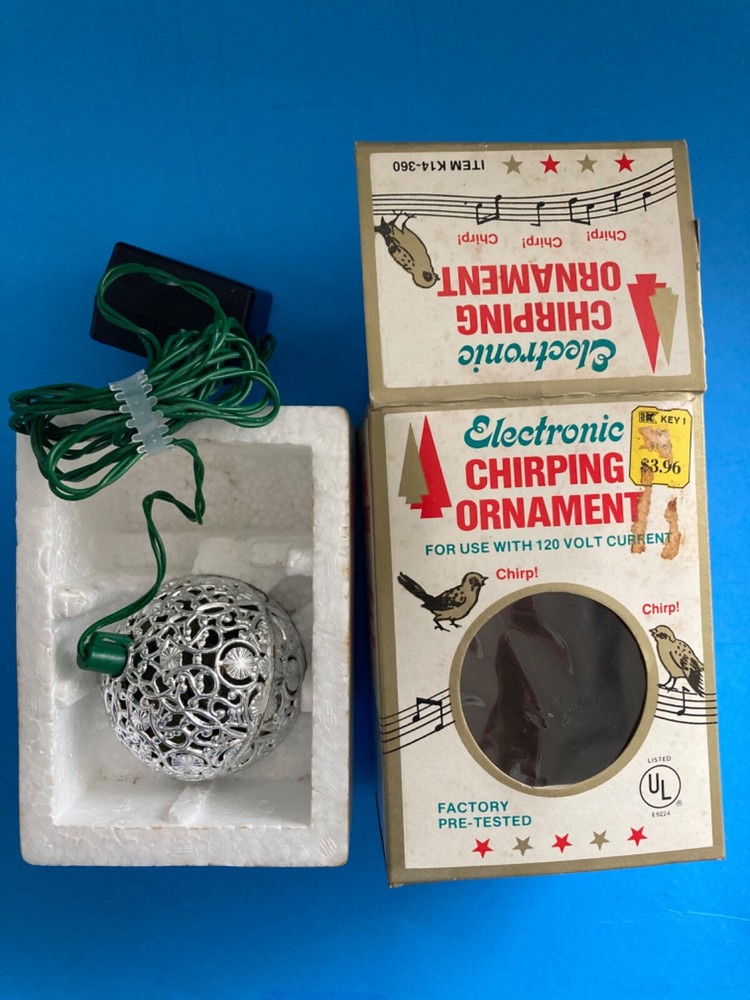 ITEM K14-360
Chirp! Chirp! Chirp!
Electronic
CHIRPING
ORNAMENT
Electronic
CHIRPING
ORNAMENT
FOR USE WITH 120 VOLT CURRENT
K KEY 1
$3.96
Chirp!
Chirp!
FACTORY
PRE-TESTED
LISTED
UL
®
E9224